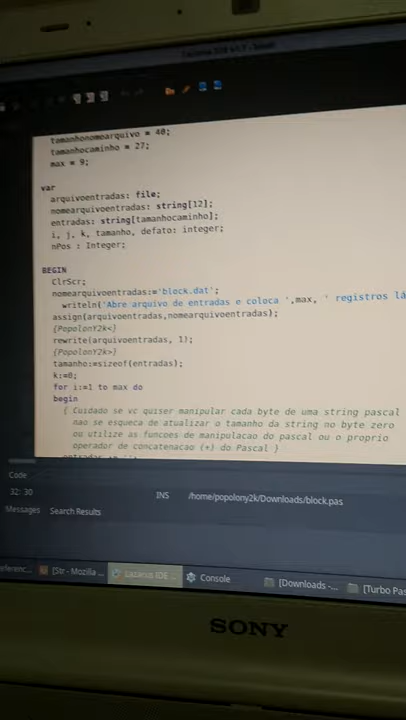 Lazarus IDE
tamanhonomearquivo = 40;
tamanhocaminho = 27;
max = 9;
var
arquivoentradas: file;
nomearquivoentradas: string[12];
entradas: string[tamanhocaminho];
i, j, k, tamanho, defato: integer;
nPos : Integer;
BEGIN
ClrScr;
nomearquivoentradas:='block.dat';
writeln('Abre arquivo de entradas e coloca ',max, ' registros lá
assign(arquivoentradas,nomearquivoentradas);
{PopolonY2k<}
rewrite(arquivoentradas, 1);
{PopolonY2k>}
tamanho:=sizeof(entradas);
k:=0;
for i:=1 to max do
begin
{ Cuidado se vc quiser manipular cada byte de uma string pascal
nao se esqueca de atualizar o tamanho da string no byte zero
ou utilize as funcoes de manipulacao do pascal ou o proprio
operador de concatenacao (+) do Pascal }
Code
32: 30 INS /home/popolony2k/Downloads/block.pas
Messages Search Results
[Str - Mozilla ... Lazarus IDE ... Console [Downloads -... [Turbo Pas
SONY